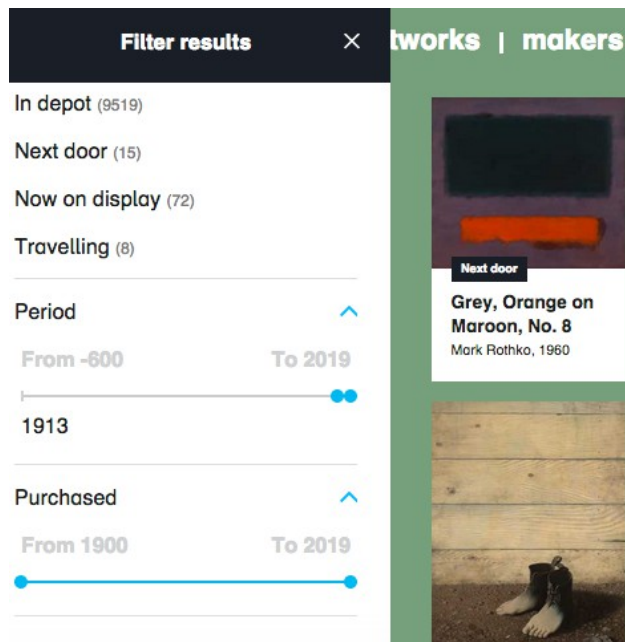 Filter results
tworks | makers
In depot (9519)
Next door (15)
Now on display (72)
Travelling (8)
Period
From -600 To 2019
1913
Purchased
From 1900 To 2019
Next door
Grey, Orange on
Maroon, No. 8
Mark Rothko, 1960